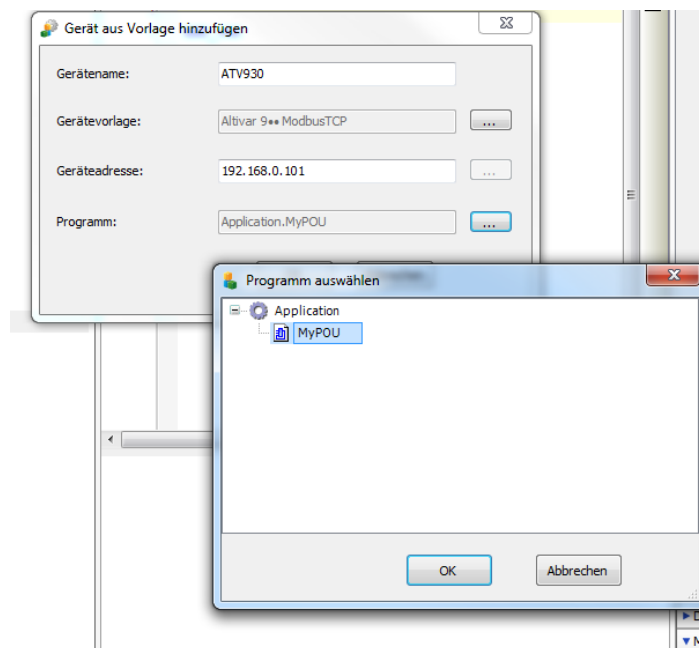 Gerät aus Vorlage hinzufügen
Gerätename:
ATV930
Gerätevorlage:
Altivar 9•• ModbusTCP
...
Geräteadresse:
192.168.0.101
...
Programm:
Application.MyPOU
...
Programm auswählen
Application
MyPOU
OK
Abbrechen